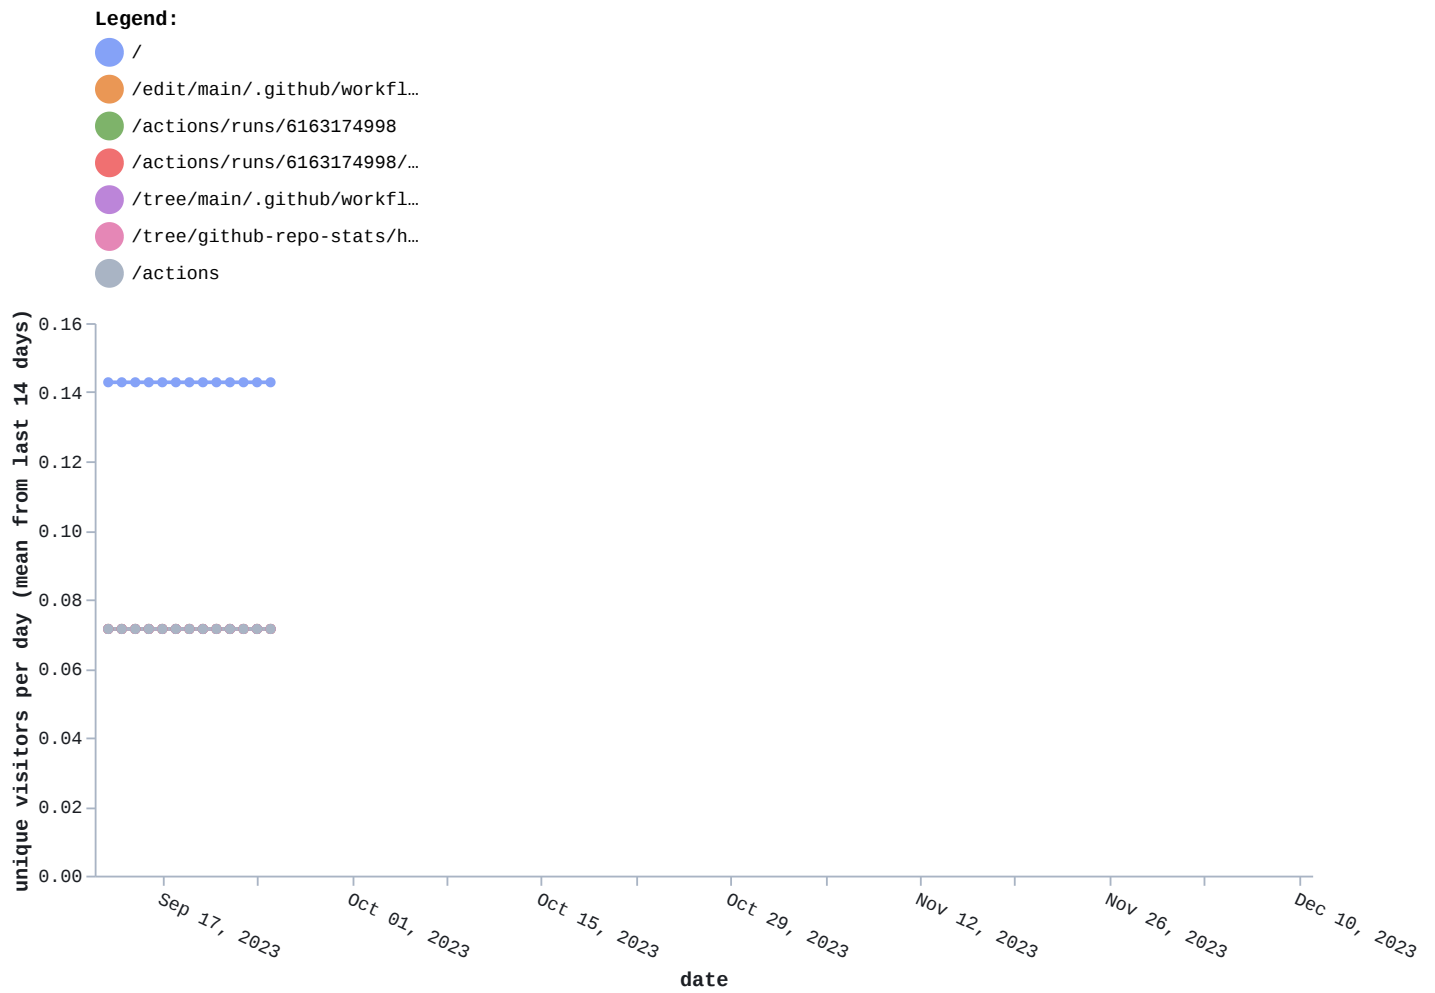 Legend:
/
/edit/main/.github/workfl…
/actions/runs/6163174998
/actions/runs/6163174998/…
/tree/main/.github/workfl…
/tree/github-repo-stats/h…
/actions
unique visitors per day (mean from last 14 days)
0.16
0.14
0.12
0.10
0.08
0.06
0.04
0.02
0.00
Sep 17, 2023
Oct 01, 2023
Oct 15, 2023
Oct 29, 2023
Nov 12, 2023
Nov 26, 2023
Dec 10, 2023
date